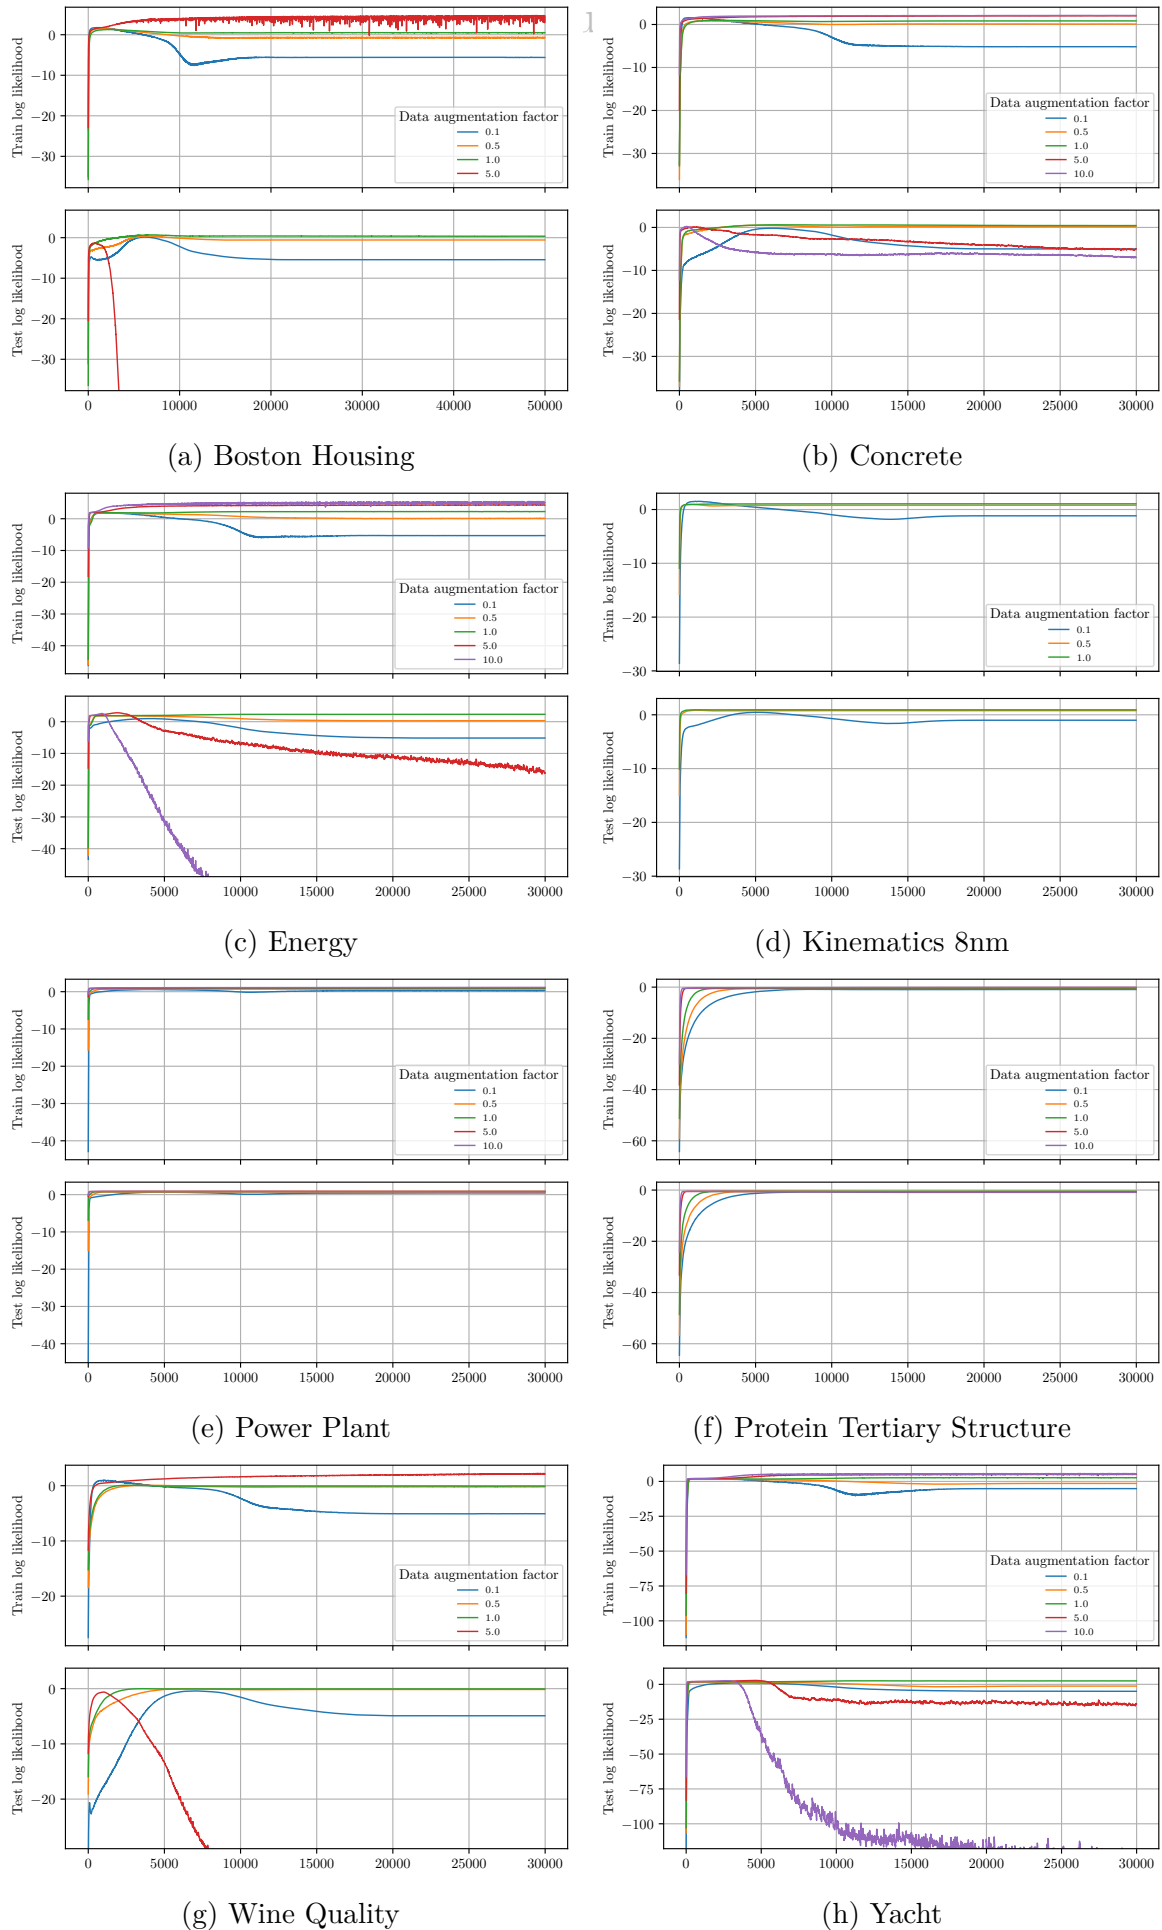 0
−10
−20
−30
Train log likelihood
Data augmentation factor
0.1
0.5
1.0
5.0
0
−10
−20
−30
Test log likelihood
0 10000 20000 30000 40000 50000
(a) Boston Housing
0
−10
−20
−30
Train log likelihood
Data augmentation factor
0.1
0.5
1.0
5.0
10.0
0
−10
−20
−30
Test log likelihood
0 5000 10000 15000 20000 25000 30000
(b) Concrete
0
−10
−20
−30
−40
Train log likelihood
Data augmentation factor
0.1
0.5
1.0
5.0
10.0
0
−10
−20
−30
−40
Test log likelihood
0 5000 10000 15000 20000 25000 30000
(c) Energy
0
−10
−20
−30
Train log likelihood
Data augmentation factor
0.1
0.5
1.0
0
−10
−20
−30
Test log likelihood
0 5000 10000 15000 20000 25000 30000
(d) Kinematics 8nm
0
−10
−20
−30
−40
Train log likelihood
Data augmentation factor
0.1
0.5
1.0
5.0
10.0
0
−10
−20
−30
−40
Test log likelihood
0 5000 10000 15000 20000 25000 30000
(e) Power Plant
0
−20
−40
−60
Train log likelihood
Data augmentation factor
0.1
0.5
1.0
5.0
10.0
0
−20
−40
−60
Test log likelihood
0 5000 10000 15000 20000 25000 30000
(f) Protein Tertiary Structure
0
−10
−20
Train log likelihood
Data augmentation factor
0.1
0.5
1.0
5.0
0
−10
−20
Test log likelihood
0 5000 10000 15000 20000 25000 30000
(g) Wine Quality
0
−25
−50
−75
−100
Train log likelihood
Data augmentation factor
0.1
0.5
1.0
5.0
10.0
0
−25
−50
−75
−100
Test log likelihood
0 5000 10000 15000 20000 25000 30000
(h) Yacht